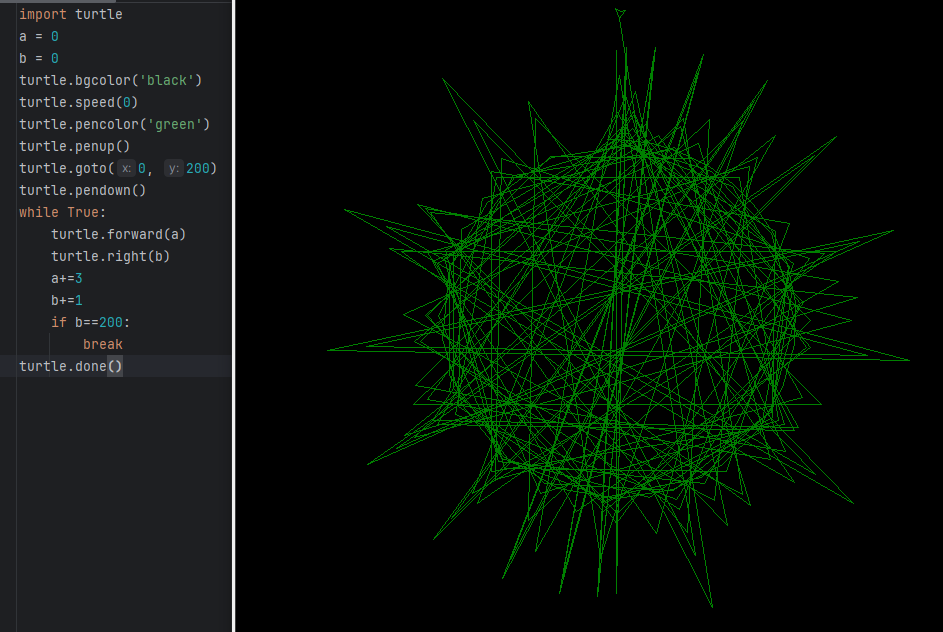 import turtle
a = 0
b = 0
turtle.bgcolor('black')
turtle.speed(0)
turtle.pencolor('green')
turtle.penup()
turtle.goto( x: 0, y: 200)
turtle.pendown()
while True:
    turtle.forward(a)
    turtle.right(b)
    a+=3
    b+=1
    if b==200:
        break
turtle.done()